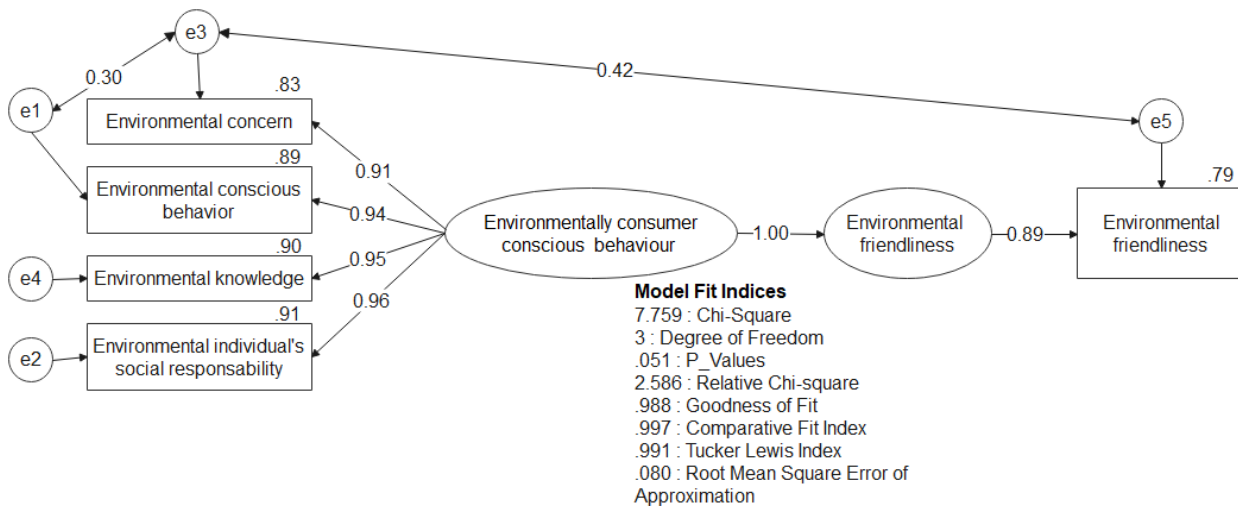 e3
0.30
0.42
.83
e1
Environmental concern
e5
.89
0.91
Environmental conscious
behavior
0.94
.79
Environmentally consumer
conscious behaviour
1.00
Environmental
friendliness
0.89
Environmental
friendliness
.90
0.95
e4
Environmental knowledge
0.96
.91
e2
Environmental individual's
social responsability
Model Fit Indices
7.759 : Chi-Square
3 : Degree of Freedom
.051 : P_Values
2.586 : Relative Chi-square
.988 : Goodness of Fit
.997 : Comparative Fit Index
.991 : Tucker Lewis Index
.080 : Root Mean Square Error of
Approximation